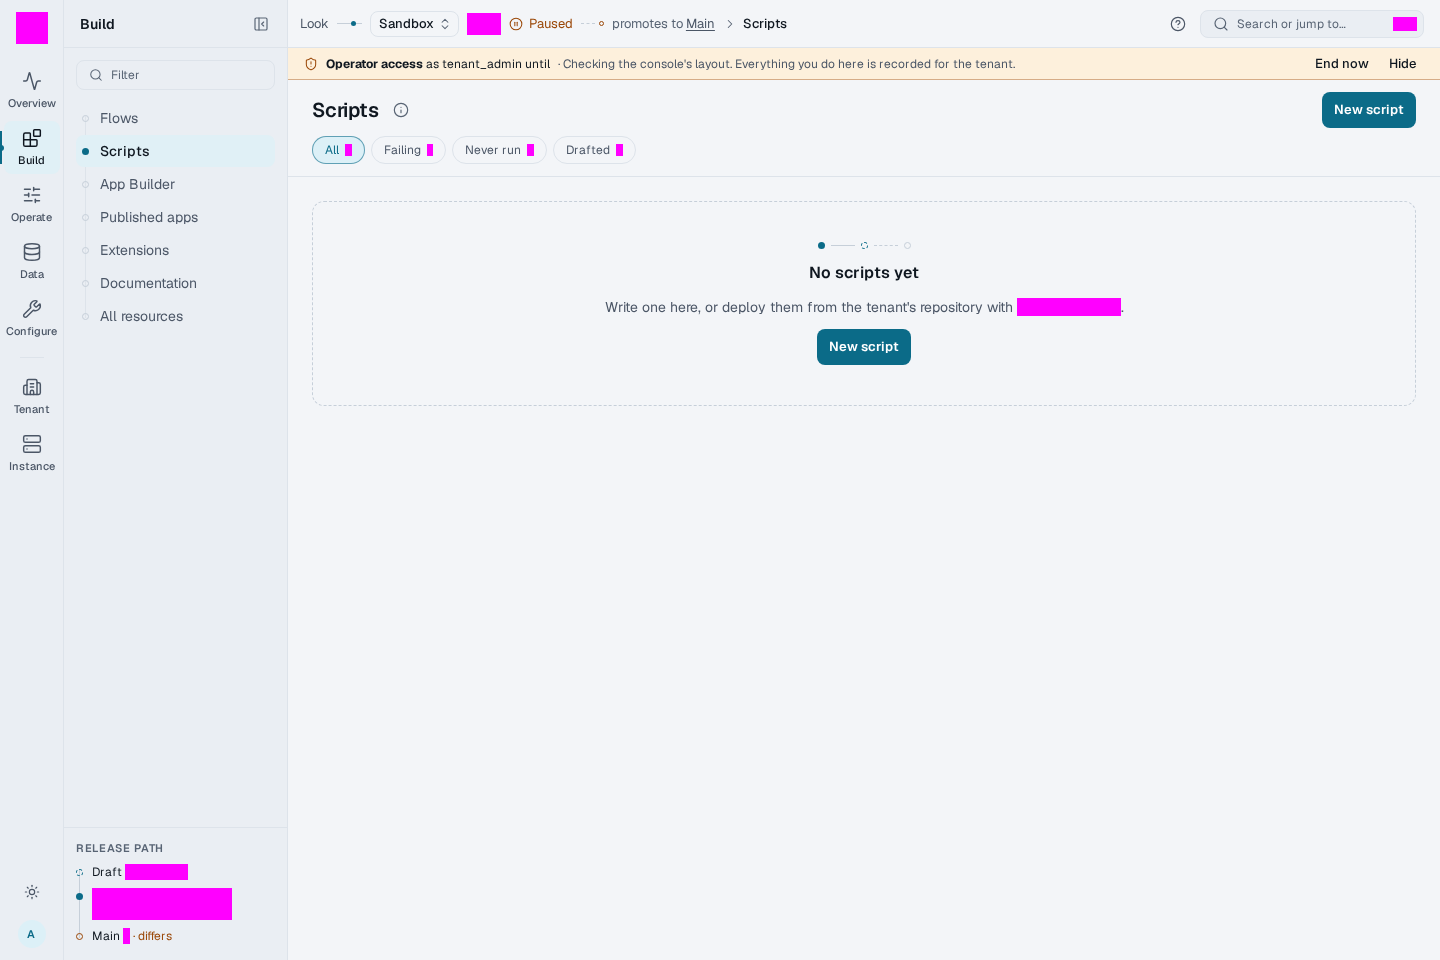 Look
Sandbox
Paused
promotes to Main
Scripts
Search or jump to…
Operator access as tenant_admin until · Checking the console's layout. Everything you do here is recorded for the tenant.
End now
Hide
Overview
Build
Operate
Data
Configure
Tenant
Instance
A
Build
Filter
Flows
Scripts
App Builder
Published apps
Extensions
Documentation
All resources
RELEASE PATH
Draft
Main · differs
Scripts
New script
All
Failing
Never run
Drafted
No scripts yet
Write one here, or deploy them from the tenant's repository with .
New script